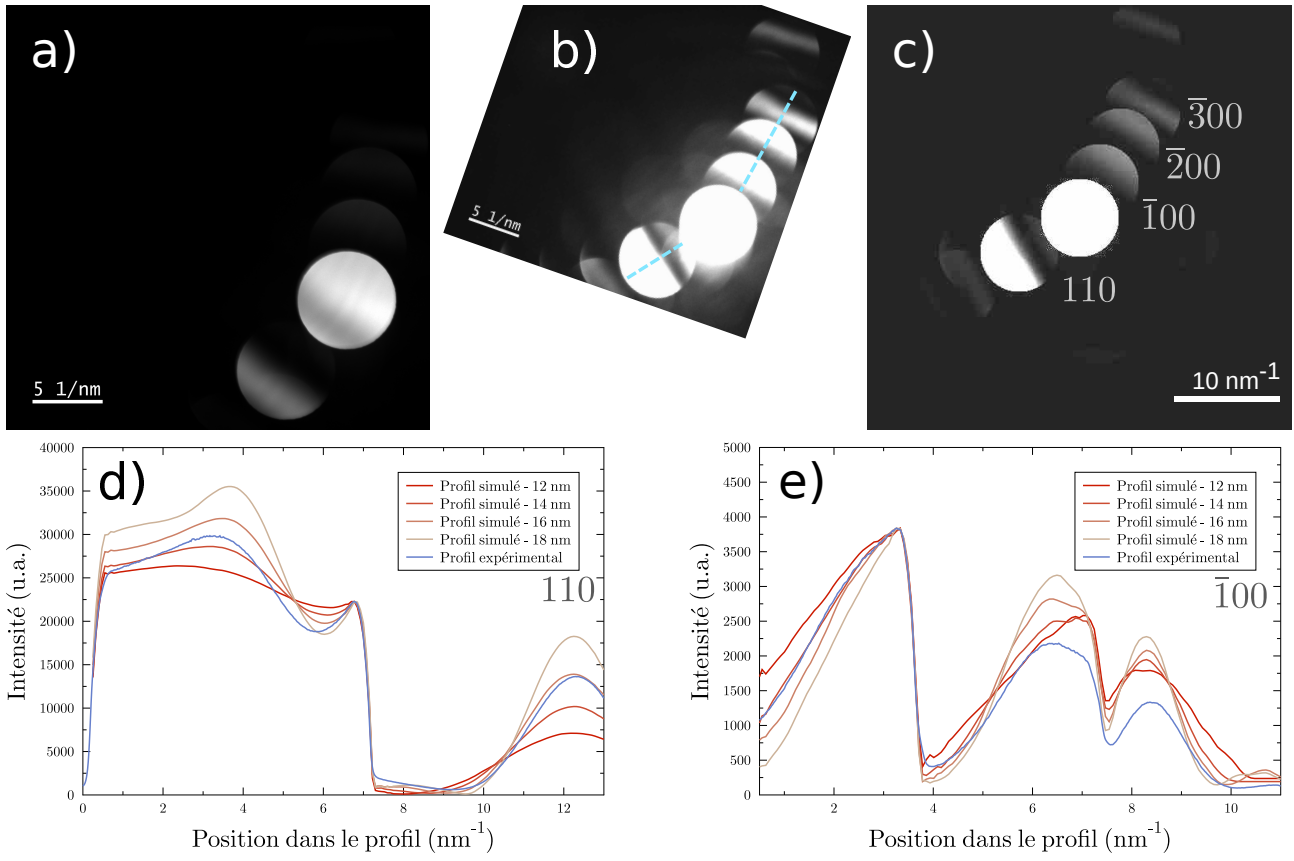 a)
5 1/nm
b)
5 1/nm
c)
3̅00
2̅00
1̅00
110
10 nm⁻¹
d)
40000
35000
30000
25000
20000
15000
10000
5000
0
0 2 4 6 8 10 12
Intensité (u.a.)
Position dans le profil (nm⁻¹)
Profil simulé - 12 nm
Profil simulé - 14 nm
Profil simulé - 16 nm
Profil simulé - 18 nm
Profil expérimental
110
e)
5000
4500
4000
3500
3000
2500
2000
1500
1000
500
0
2 4 6 8 10
Intensité (u.a.)
Position dans le profil (nm⁻¹)
Profil simulé - 12 nm
Profil simulé - 14 nm
Profil simulé - 16 nm
Profil simulé - 18 nm
Profil expérimental
1̅00